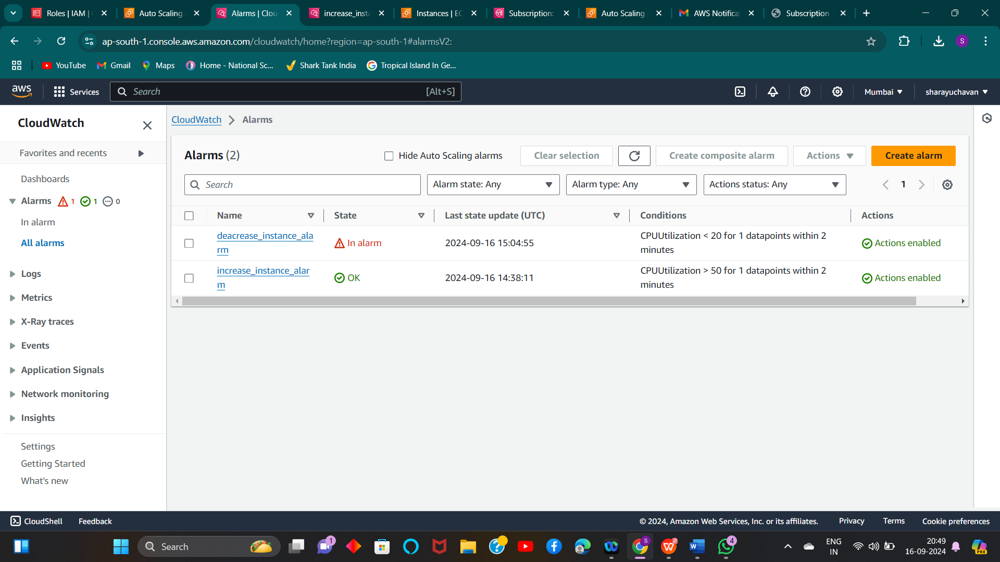 Roles | IAM |
Auto Scaling
Alarms | Clou
increase_insta
Instances | EC
Subscription:
Auto Scaling
AWS Notifica
Subscription
ap-south-1.console.aws.amazon.com/cloudwatch/home?region=ap-south-1#alarmsV2:
S
YouTube
Gmail
Maps
Home - National Sc...
Shark Tank India
Tropical Island In Ge...
aws
Services
Search
[Alt+S]
Mumbai
sharayuchavan
CloudWatch
Favorites and recents
Dashboards
Alarms 1 1 0
In alarm
All alarms
Logs
Metrics
X-Ray traces
Events
Application Signals
Network monitoring
Insights
Settings
Getting Started
What's new
CloudWatch > Alarms
Alarms (2)
Hide Auto Scaling alarms
Clear selection
Create composite alarm
Actions
Create alarm
Search
Alarm state: Any
Alarm type: Any
Actions status: Any
1
Name State Last state update (UTC) Conditions Actions
deacrease_instance_ala
rm
In alarm
2024-09-16 15:04:55
CPUUtilization < 20 for 1 datapoints within 2
minutes
Actions enabled
increase_instance_alar
m
OK
2024-09-16 14:38:11
CPUUtilization > 50 for 1 datapoints within 2
minutes
Actions enabled
CloudShell
Feedback
© 2024, Amazon Web Services, Inc. or its affiliates.
Privacy
Terms
Cookie preferences
Search
1
S
4
ENG
IN
20:49
16-09-2024
PRE